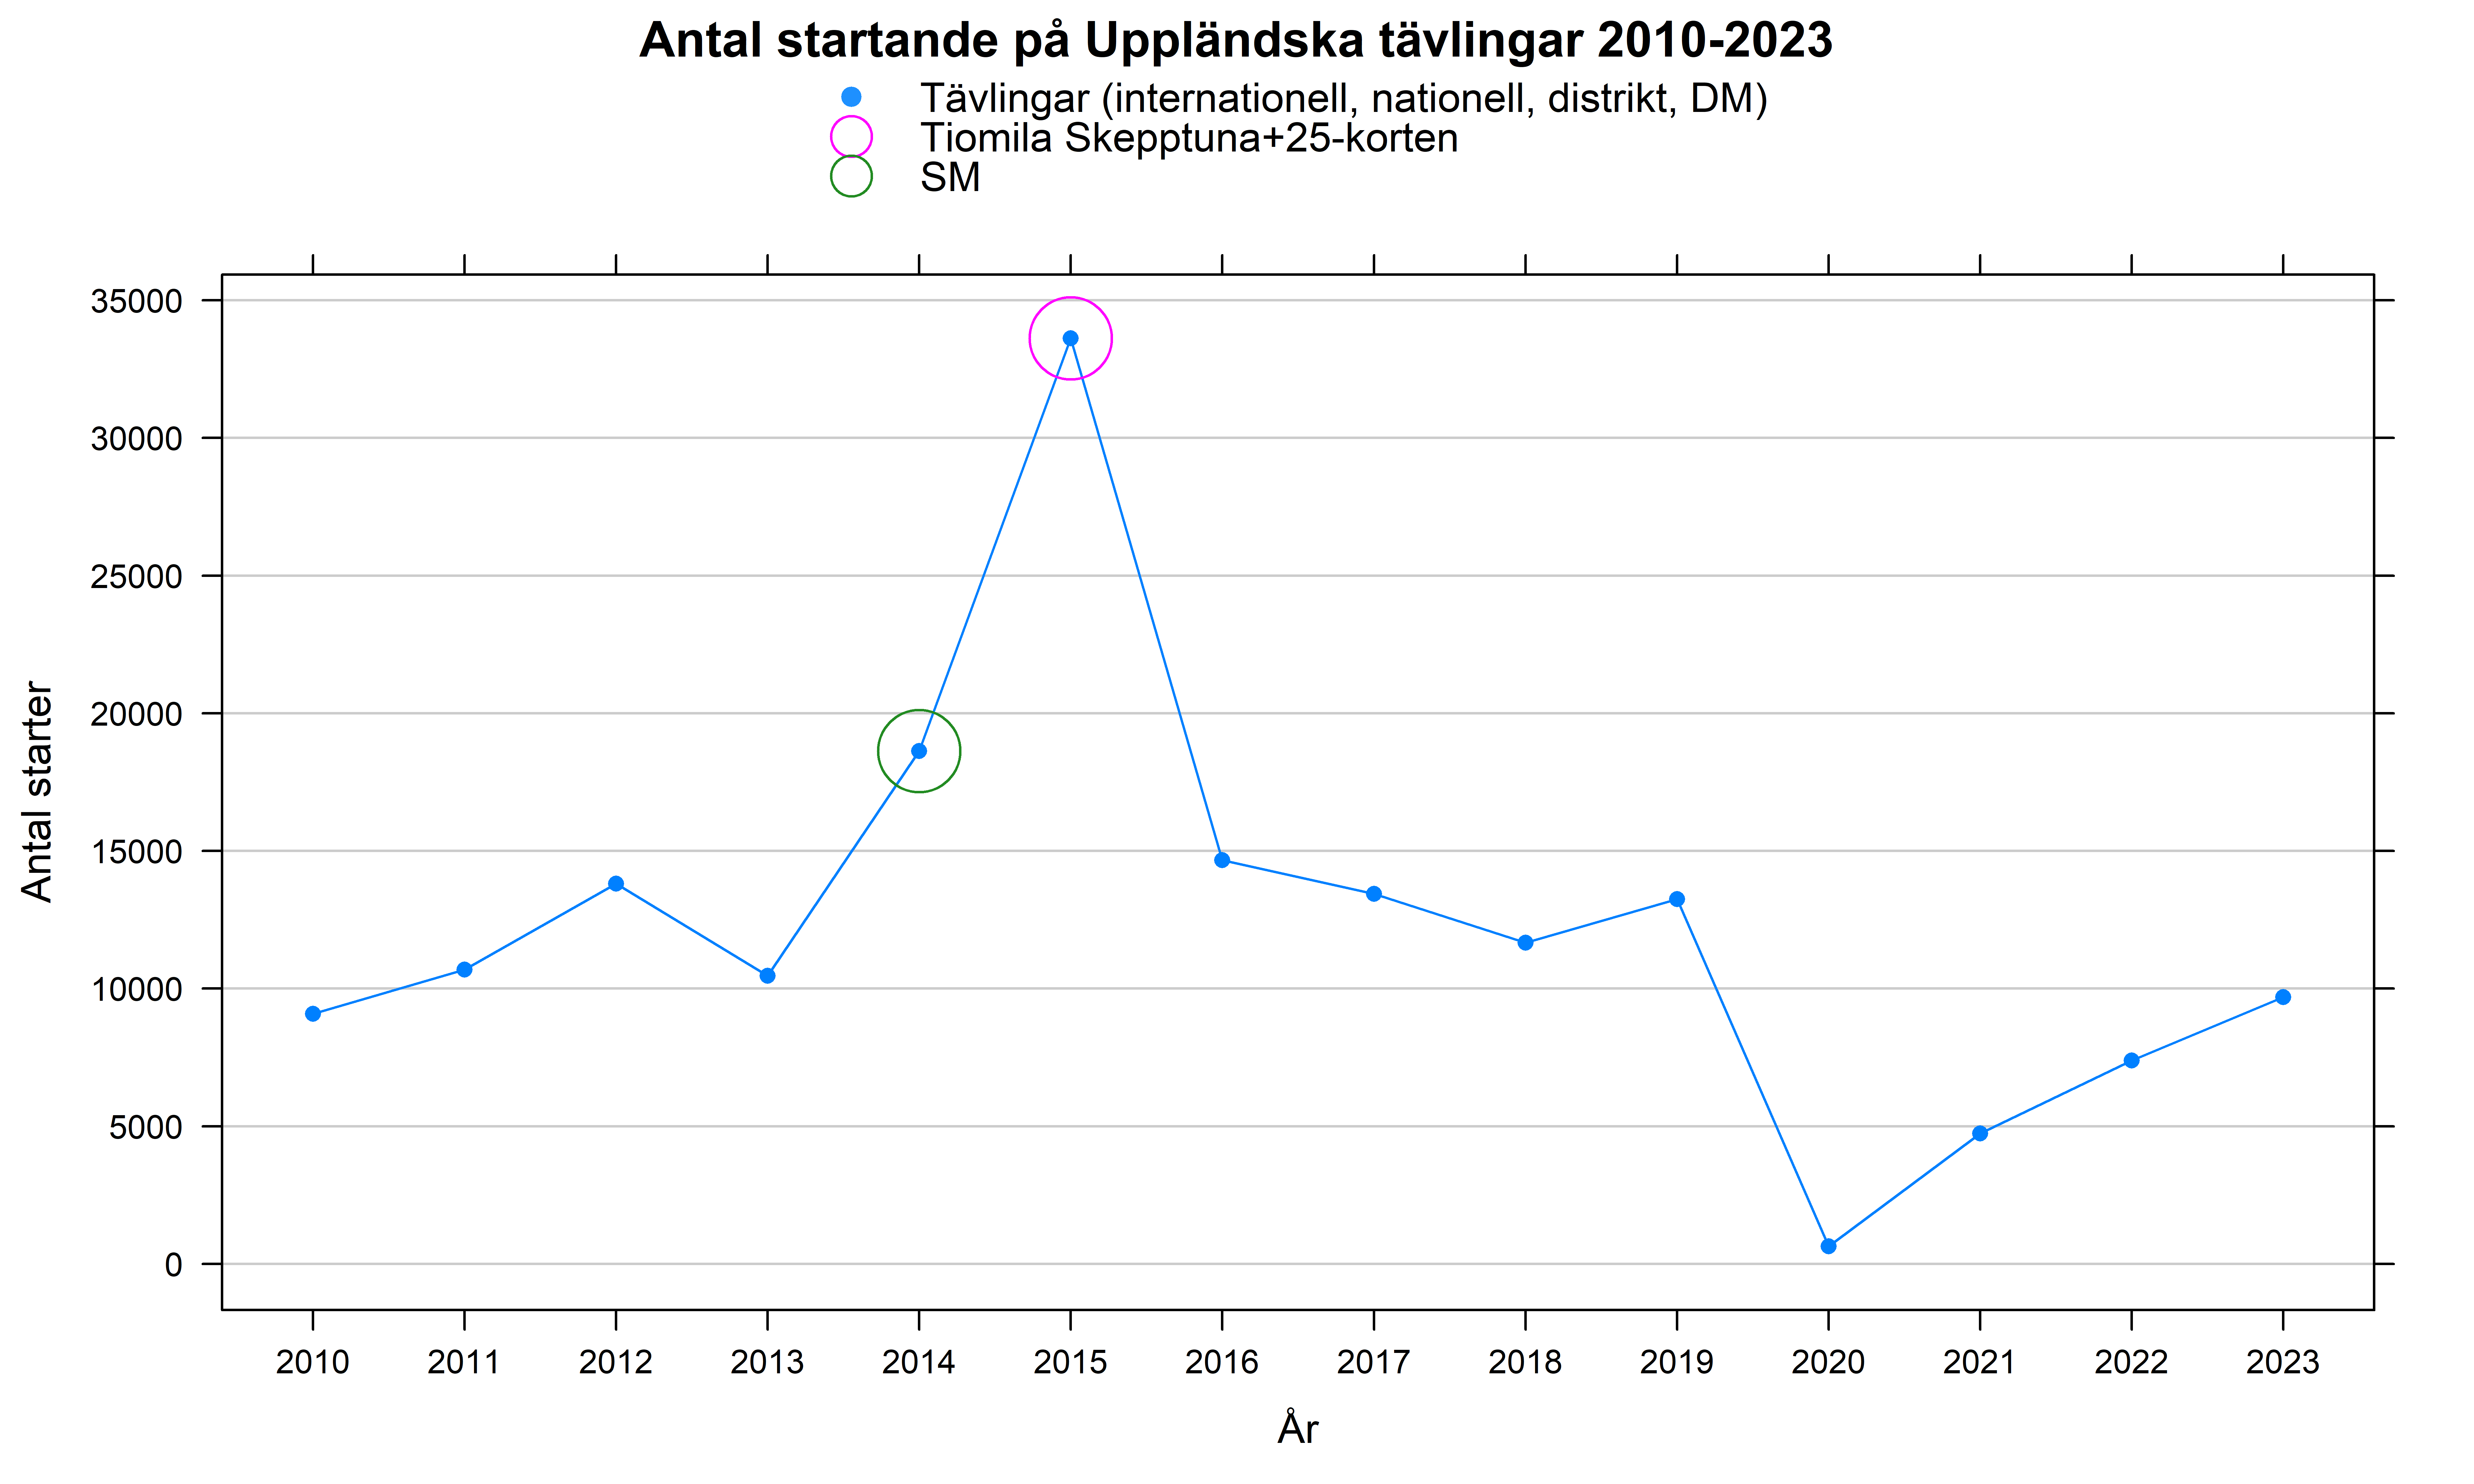 Antal startande på Uppländska tävlingar 2010-2023
Tävlingar (internationell, nationell, distrikt, DM)
Tiomila Skepptuna+25-korten
SM
35000
30000
25000
20000
15000
10000
5000
0
Antal starter
2010 2011 2012 2013 2014 2015 2016 2017 2018 2019 2020 2021 2022 2023
År